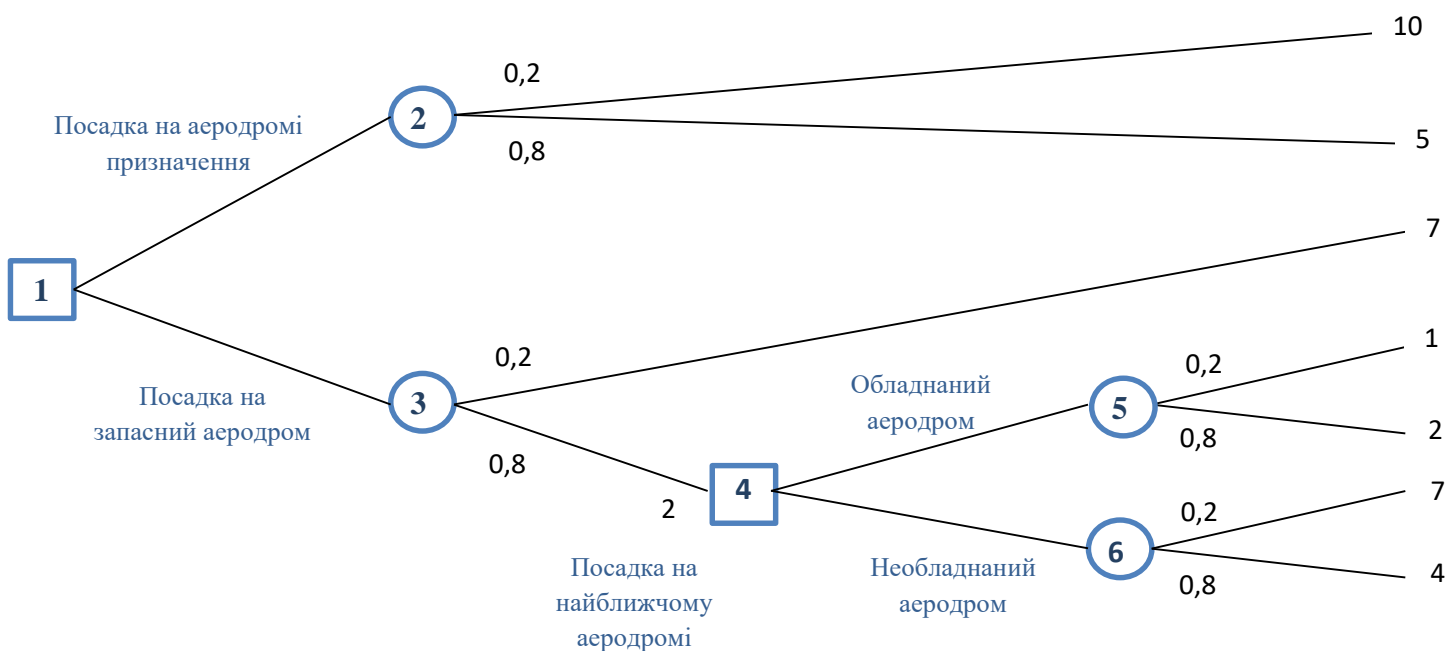 10
0,2
Посадка на аеродромі
призначення
2
0,8
5
7
1
0,2
1
Посадка на
запасний аеродром
3
0,8
Обладнаний
аеродром
0,2
5
0,8
2
2
4
7
0,2
6
0,8
4
Посадка на
найближчому
аеродромі
Необладнаний
аеродром